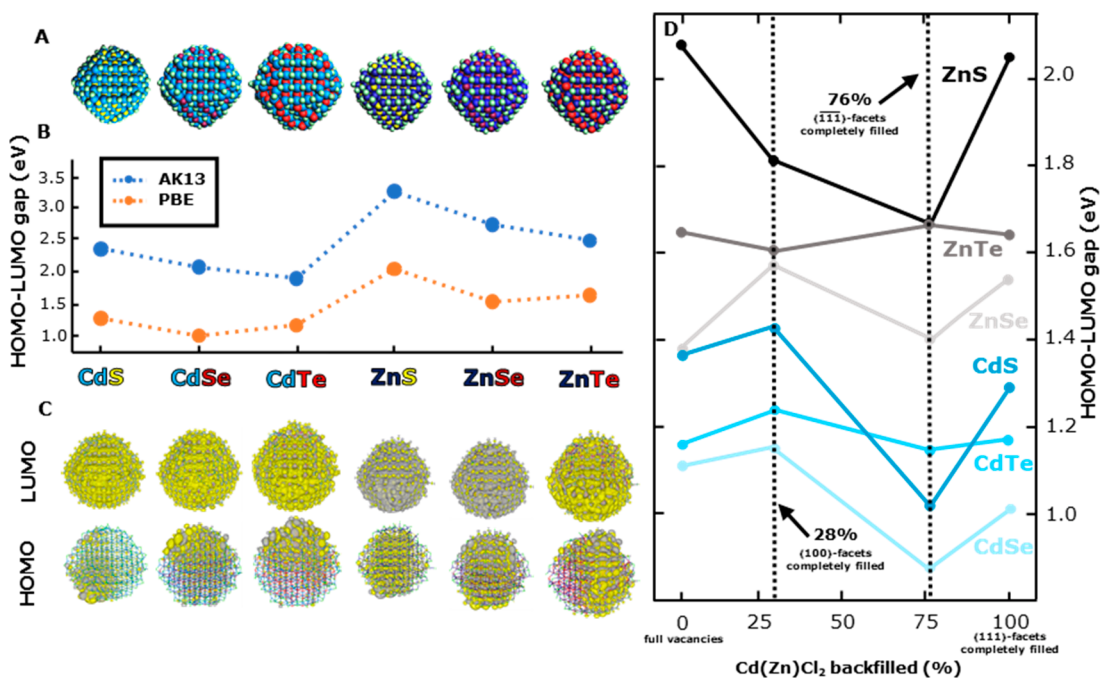 A
B
HOMO-LUMO gap (eV)
3.5
3.0
2.5
2.0
1.5
1.0
AK13
PBE
CdS
CdSe
CdTe
ZnS
ZnSe
ZnTe
C
LUMO
HOMO
D
ZnS
76%
(1̄1̄1̄)-facets
completely filled
ZnTe
ZnSe
CdS
CdTe
CdSe
28%
(100)-facets
completely filled
2.0
1.8
1.6
1.4
1.2
1.0
HOMO-LUMO gap (eV)
0
25
50
75
100
full vacancies
(111)-facets
completely filled
Cd(Zn)Cl₂ backfilled (%)